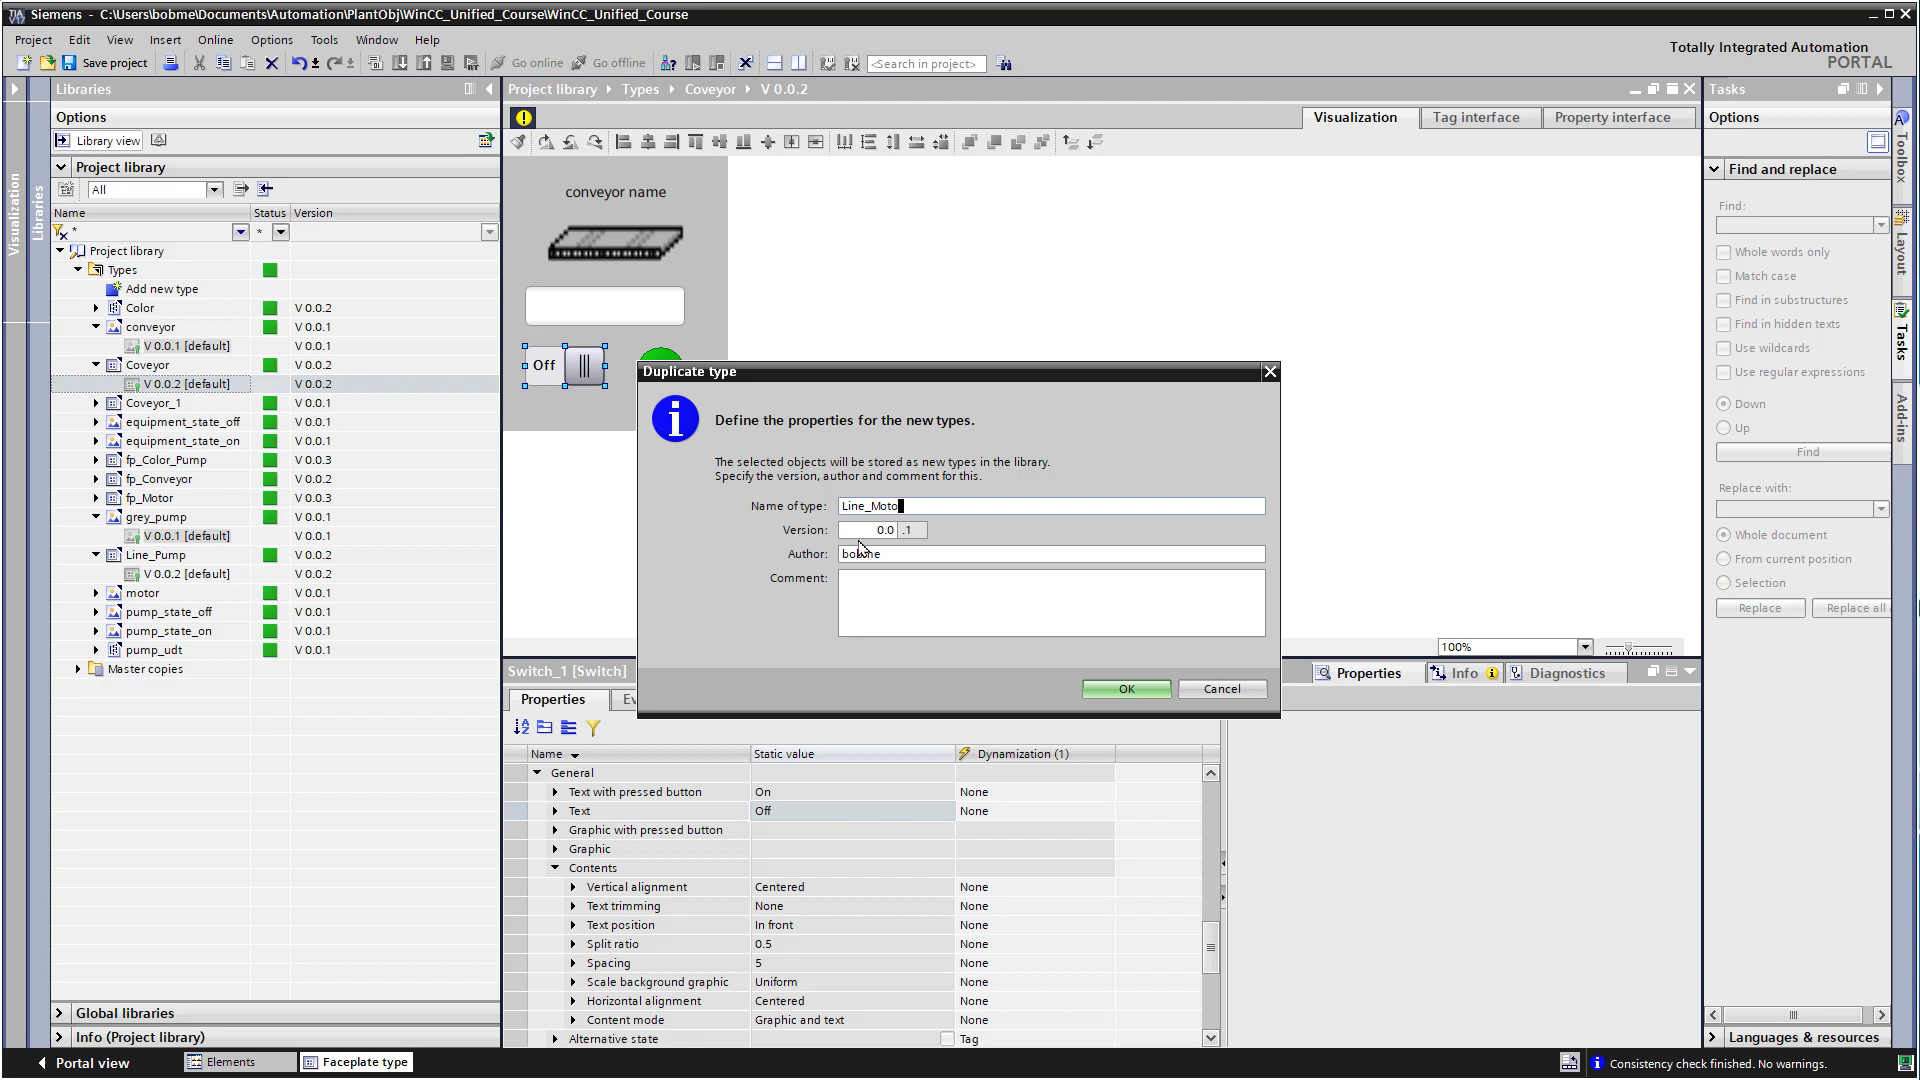 Siemens - C:\Users\bobme\Documents\Automation\PlantObj\WinCC_Unified_Course\WinCC_Unified_Course
Project Edit View Insert Online Options Tools Window Help
Totally Integrated Automation
PORTAL
Save project
Go online
Go offline
<Search in project>
Libraries
Project library Types Coveyor V 0.0.2
Tasks
Options
Visualization Tag interface Property interface
Options
Library view
Project library
All
Name Status Version
* *
Project library
Types
Add new type
Color V 0.0.2
conveyor V 0.0.1
V 0.0.1 [default] V 0.0.1
Coveyor V 0.0.2
V 0.0.2 [default] V 0.0.2
Coveyor_1 V 0.0.1
equipment_state_off V 0.0.1
equipment_state_on V 0.0.1
fp_Color_Pump V 0.0.3
fp_Conveyor V 0.0.2
fp_Motor V 0.0.3
grey_pump V 0.0.1
V 0.0.1 [default] V 0.0.1
Line_Pump V 0.0.2
V 0.0.2 [default] V 0.0.2
motor V 0.0.1
pump_state_off V 0.0.1
pump_state_on V 0.0.1
pump_udt V 0.0.1
Master copies
Global libraries
Info (Project library)
Visualization
Libraries
conveyor name
Off
Duplicate type
Define the properties for the new types.
The selected objects will be stored as new types in the library.
Specify the version, author and comment for this.
Name of type: Line_Moto
Version: 0.0 .1
Author: bobme
Comment:
OK Cancel
100%
Switch_1 [Switch]
Properties Info Diagnostics
Properties Ev
Name Static value Dynamization (1)
General
Text with pressed button On None
Text Off None
Graphic with pressed button
Graphic
Contents
Vertical alignment Centered None
Text trimming None None
Text position In front None
Split ratio 0.5 None
Spacing 5 None
Scale background graphic Uniform None
Horizontal alignment Centered None
Content mode Graphic and text None
Alternative state Tag
Find and replace
Find:
Whole words only
Match case
Find in substructures
Find in hidden texts
Use wildcards
Use regular expressions
Down
Up
Find
Replace with:
Whole document
From current position
Selection
Replace Replace all
Languages & resources
Toolbox
Layout
Tasks
Add-ins
Portal view
Elements
Faceplate type
Consistency check finished. No warnings.